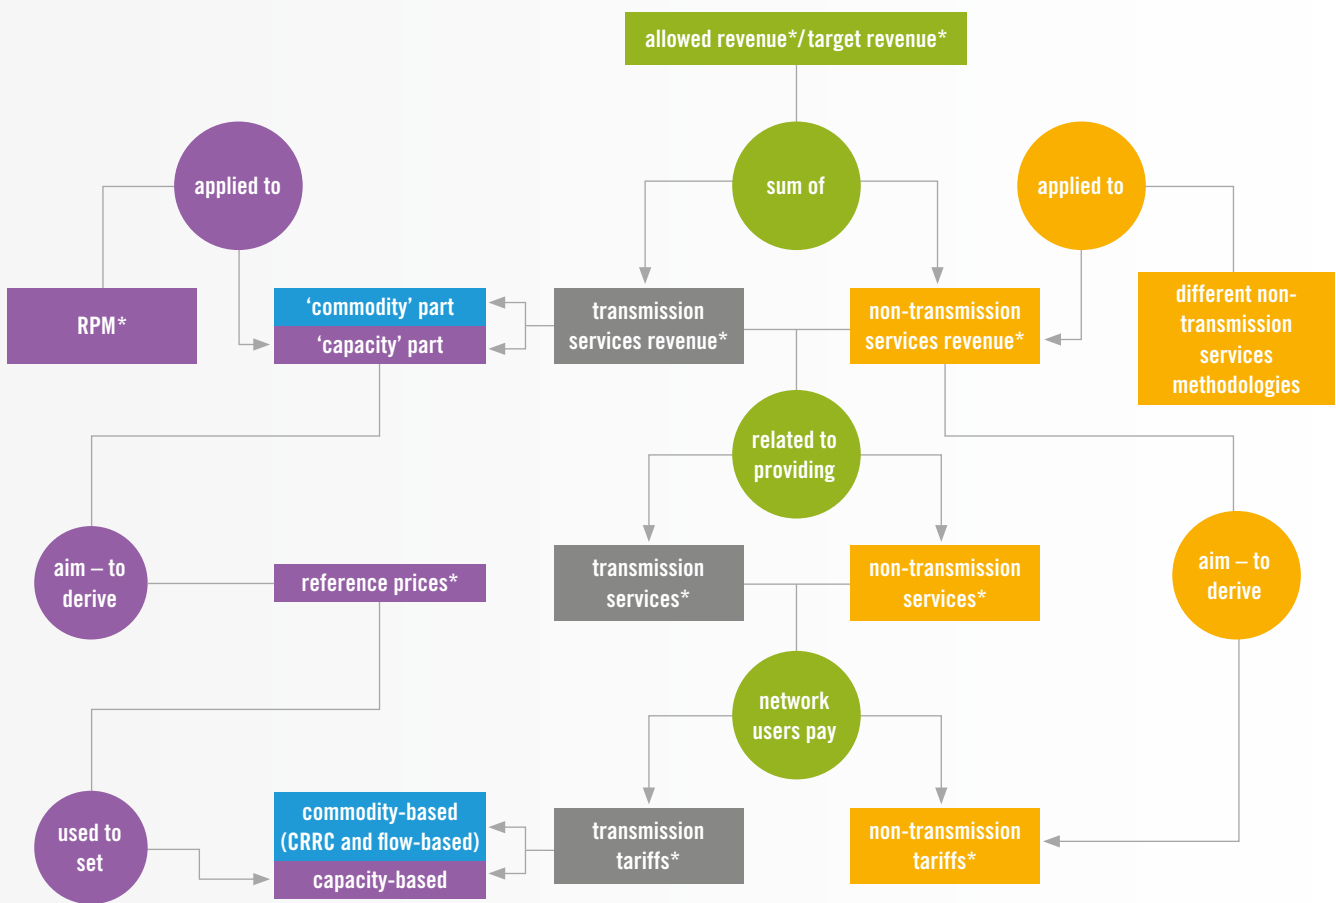 allowed revenue*/target revenue*
applied to
sum of
applied to
RPM*
‘commodity’ part
‘capacity’ part
transmission
services revenue*
non-transmission
services revenue*
different non-
transmission
services
methodologies
related to
providing
aim – to
derive
reference prices*
transmission
services*
non-transmission
services*
aim – to
derive
network
users pay
used to
set
commodity-based
(CRRC and flow-based)
capacity-based
transmission
tariffs*
non-transmission
tariffs*